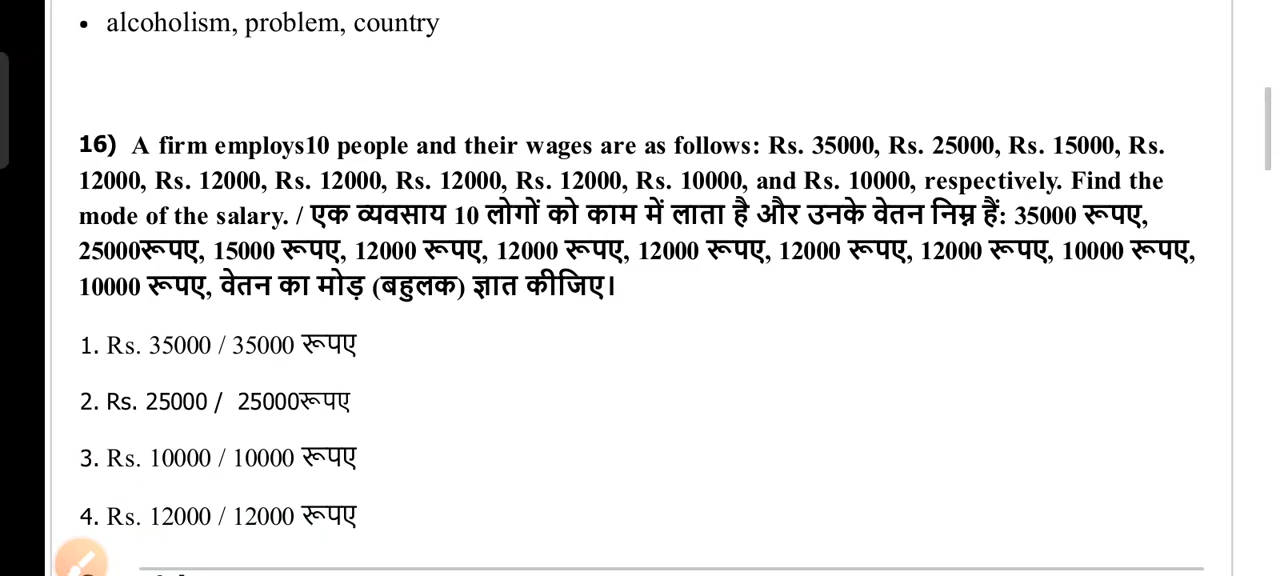 • alcoholism, problem, country
16) A firm employs10 people and their wages are as follows: Rs. 35000, Rs. 25000, Rs. 15000, Rs.
12000, Rs. 12000, Rs. 12000, Rs. 12000, Rs. 12000, Rs. 10000, and Rs. 10000, respectively. Find the
mode of the salary. / एक व्यवसाय 10 लोगों को काम में लाता है और उनके वेतन निम्न हैं: 35000 रूपए,
25000रूपए, 15000 रूपए, 12000 रूपए, 12000 रूपए, 12000 रूपए, 12000 रूपए, 12000 रूपए, 10000 रूपए,
10000 रूपए, वेतन का मोड़ (बहुलक) ज्ञात कीजिए।
1. Rs. 35000 / 35000 रूपए
2. Rs. 25000 /  25000रूपए
3. Rs. 10000 / 10000 रूपए
4. Rs. 12000 / 12000 रूपए